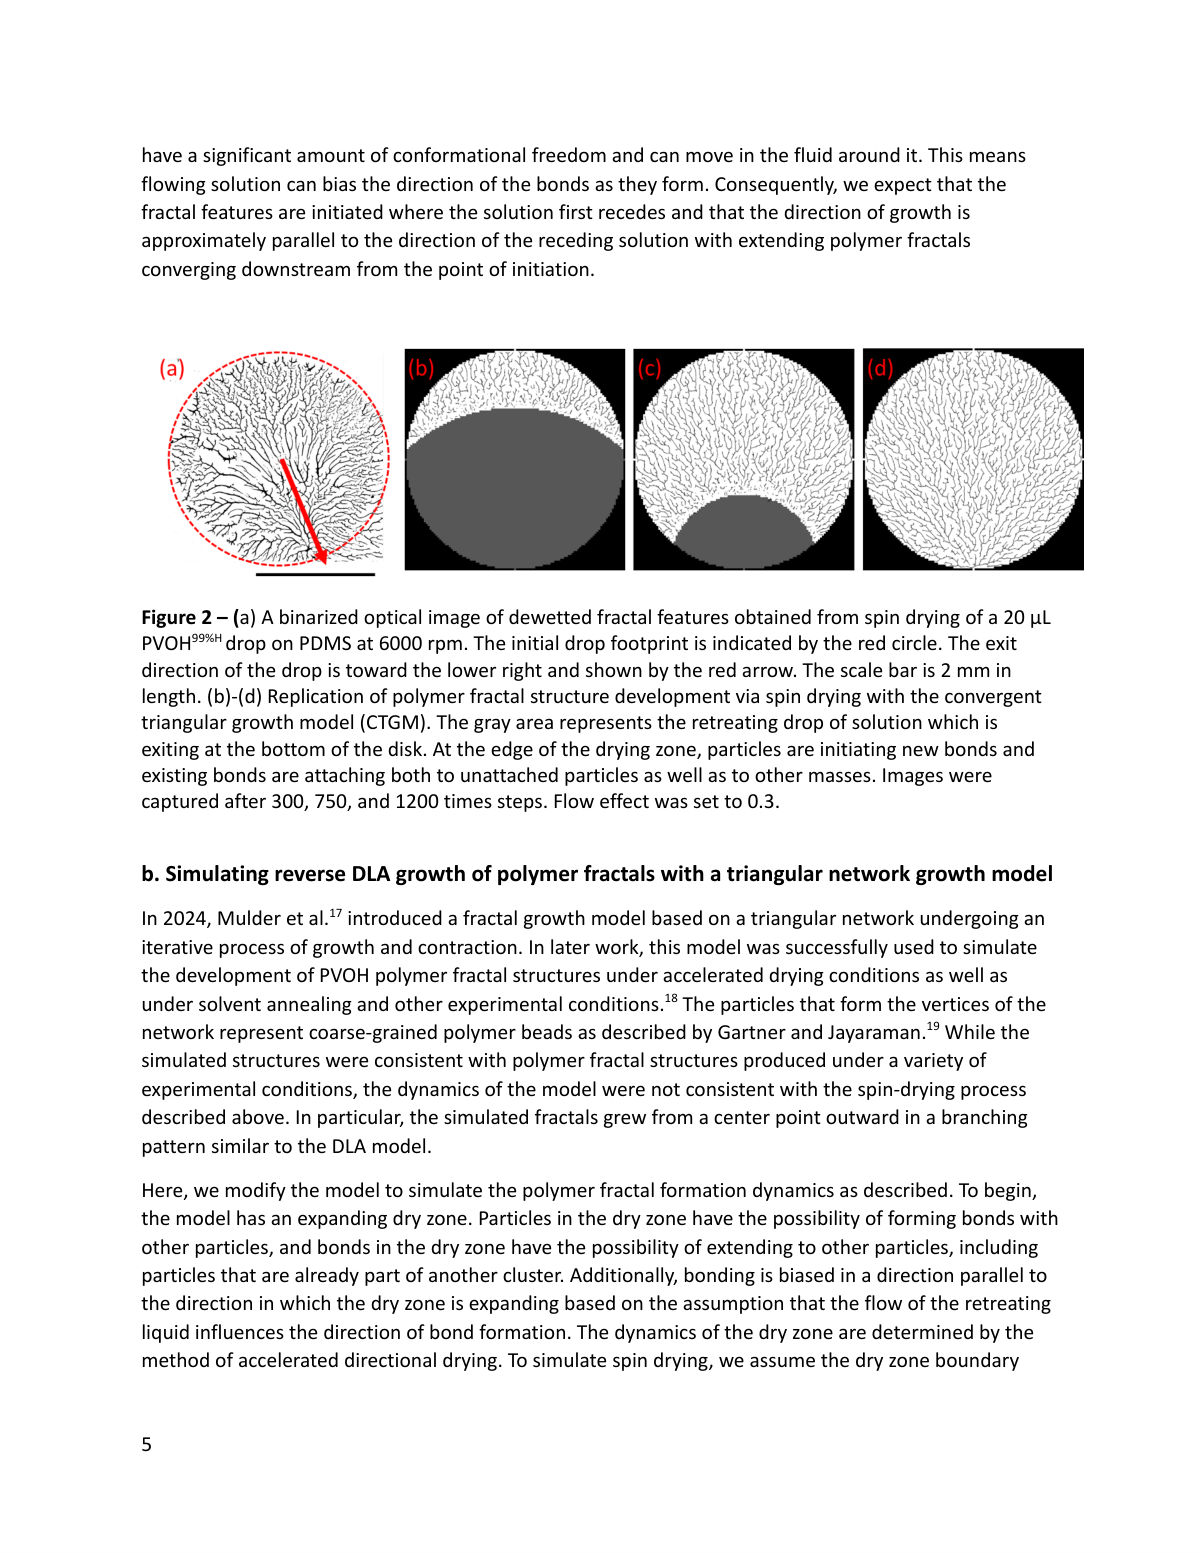 have a significant amount of conformational freedom and can move in the fluid around it. This means
flowing solution can bias the direction of the bonds as they form. Consequently, we expect that the
fractal features are initiated where the solution first recedes and that the direction of growth is
approximately parallel to the direction of the receding solution with extending polymer fractals
converging downstream from the point of initiation.
(a) (b) (c) (d)
Figure 2 – (a) A binarized optical image of dewetted fractal features obtained from spin drying of a 20 µL
PVOH99%H drop on PDMS at 6000 rpm. The initial drop footprint is indicated by the red circle. The exit
direction of the drop is toward the lower right and shown by the red arrow. The scale bar is 2 mm in
length. (b)-(d) Replication of polymer fractal structure development via spin drying with the convergent
triangular growth model (CTGM). The gray area represents the retreating drop of solution which is
exiting at the bottom of the disk. At the edge of the drying zone, particles are initiating new bonds and
existing bonds are attaching both to unattached particles as well as to other masses. Images were
captured after 300, 750, and 1200 times steps. Flow effect was set to 0.3.
b. Simulating reverse DLA growth of polymer fractals with a triangular network growth model
In 2024, Mulder et al.17 introduced a fractal growth model based on a triangular network undergoing an
iterative process of growth and contraction. In later work, this model was successfully used to simulate
the development of PVOH polymer fractal structures under accelerated drying conditions as well as
under solvent annealing and other experimental conditions.18 The particles that form the vertices of the
network represent coarse-grained polymer beads as described by Gartner and Jayaraman.19 While the
simulated structures were consistent with polymer fractal structures produced under a variety of
experimental conditions, the dynamics of the model were not consistent with the spin-drying process
described above. In particular, the simulated fractals grew from a center point outward in a branching
pattern similar to the DLA model.
Here, we modify the model to simulate the polymer fractal formation dynamics as described. To begin,
the model has an expanding dry zone. Particles in the dry zone have the possibility of forming bonds with
other particles, and bonds in the dry zone have the possibility of extending to other particles, including
particles that are already part of another cluster. Additionally, bonding is biased in a direction parallel to
the direction in which the dry zone is expanding based on the assumption that the flow of the retreating
liquid influences the direction of bond formation. The dynamics of the dry zone are determined by the
method of accelerated directional drying. To simulate spin drying, we assume the dry zone boundary
5